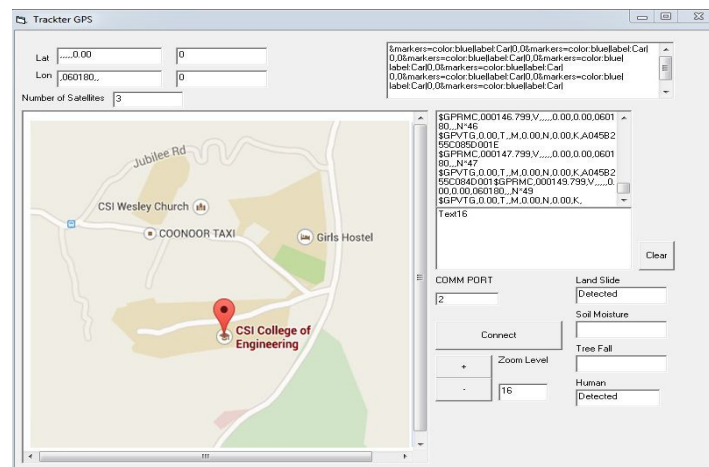 Trackter GPS
Lat ,,,,,0.00 0
Lon ,060180,, 0
Number of Satellites 3
&markers=color:blue|label:Car|
0,0&markers=color:blue|label:Car|0,0&markers=color:blue|label:Car|
0,0&markers=color:blue|label:Car|0,0&markers=color:blue|
label:Car|0,0&markers=color:blue|label:Car|
0,0&markers=color:blue|label:Car|0,0&markers=color:blue|
label:Car|0,0&markers=color:blue|label:Car|
Jubilee Rd
CSI Wesley Church
COONOOR TAXI
Girls Hostel
CSI College of
Engineering
$GPRMC,000146.799,V,,,,,0.00,0.00,0601
80,,,N*46
$GPVTG,0.00,T,,M,0.00,N,0.00,K,A045B2
55C085D001E
$GPRMC,000147.799,V,,,,,0.00,0.00,0601
80,,,N*47
$GPVTG,0.00,T,,M,0.00,N,0.00,K,A045B2
55C084D001$GPRMC,000149.799,V,,,,,0.
00,0.00,060180,,,N*49
$GPVTG,0.00,T,,M,0.00,N,0.00,K,
Text16
Clear
COMM PORT
2
Connect
+
-
Zoom Level
16
Land Slide
Detected
Soil Moisture
Tree Fall
Human
Detected